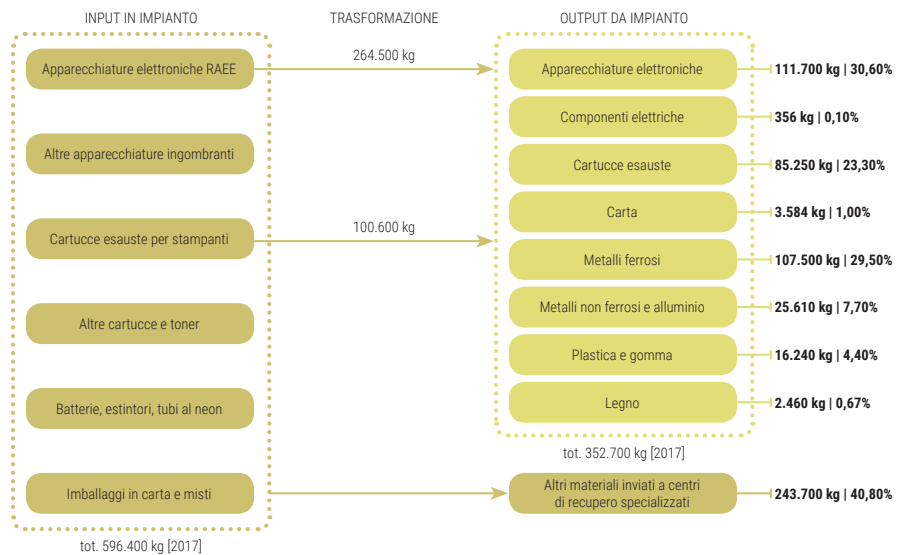 INPUT IN IMPIANTO
TRASFORMAZIONE
OUTPUT DA IMPIANTO
Apparecchiature elettroniche RAEE
264.500 kg
Apparecchiature elettroniche
111.700 kg | 30,60%
Componenti elettriche
356 kg | 0,10%
Altre apparecchiature ingombranti
Cartucce esauste
85.250 kg | 23,30%
Carta
3.584 kg | 1,00%
Cartucce esauste per stampanti
100.600 kg
Metalli ferrosi
107.500 kg | 29,50%
Metalli non ferrosi e alluminio
25.610 kg | 7,70%
Altre cartucce e toner
Plastica e gomma
16.240 kg | 4,40%
Legno
2.460 kg | 0,67%
Batterie, estintori, tubi al neon
tot. 352.700 kg [2017]
Imballaggi in carta e misti
Altri materiali inviati a centri
di recupero specializzati
243.700 kg | 40,80%
tot. 596.400 kg [2017]